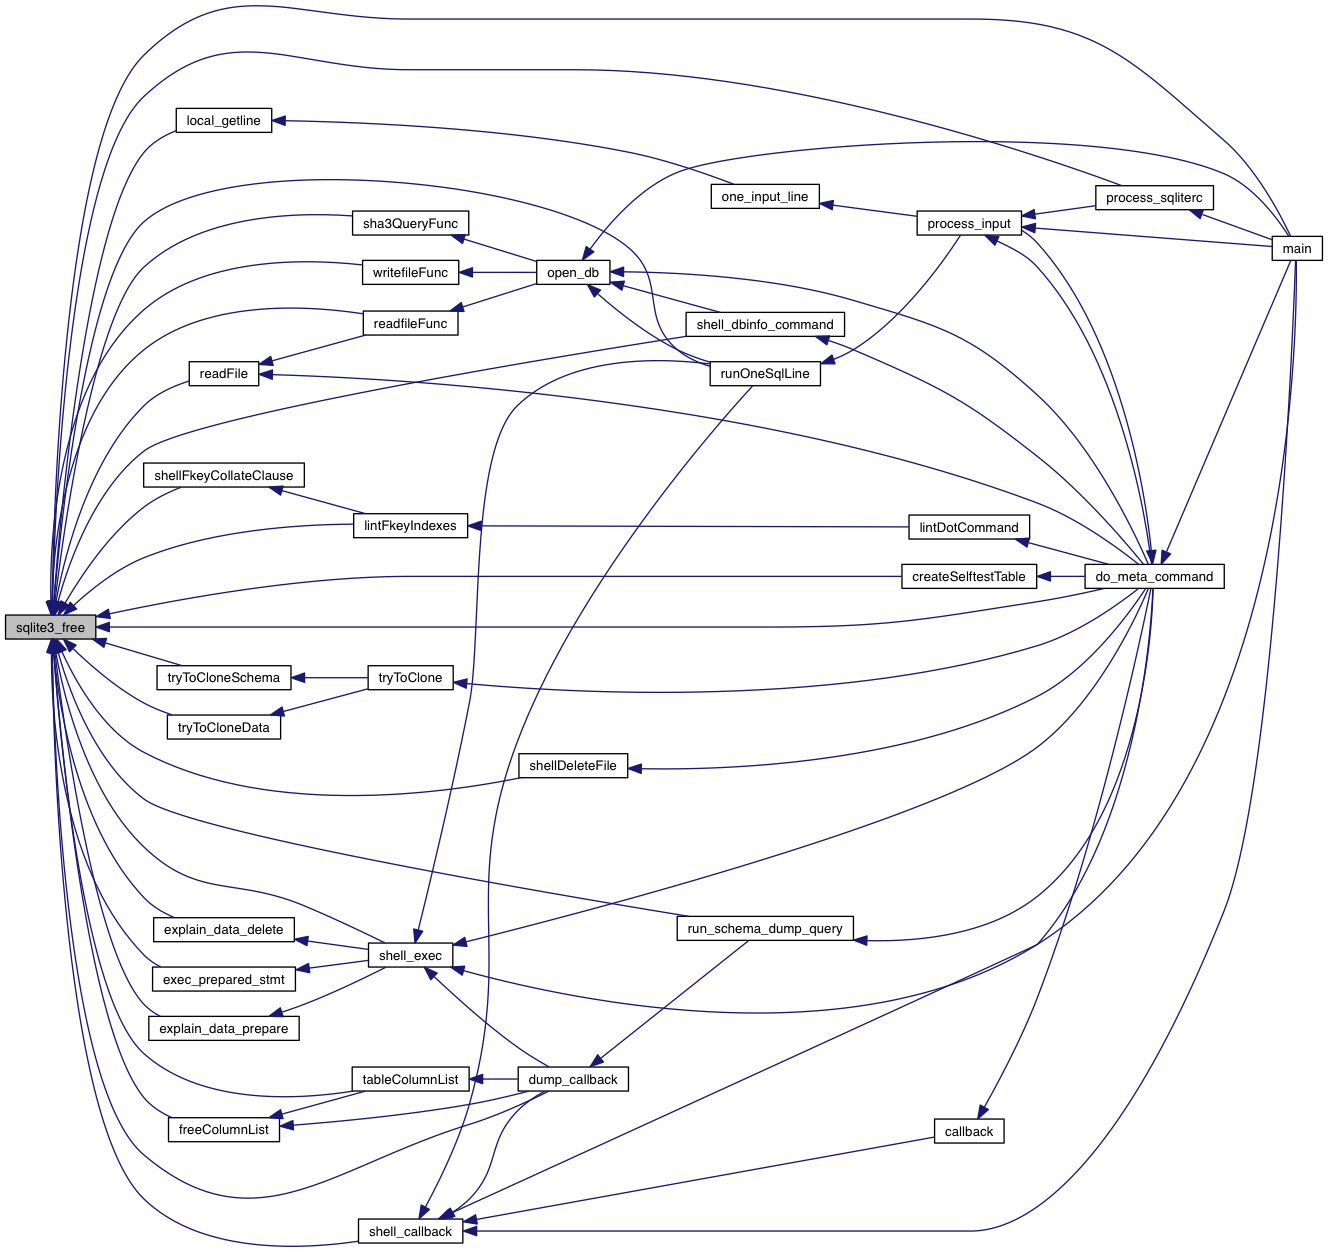 local_getline
one_input_line
process_sqliterc
sha3QueryFunc
process_input
main
writefileFunc
open_db
readfileFunc
shell_dbinfo_command
readFile
runOneSqlLine
shellFkeyCollateClause
lintFkeyIndexes
lintDotCommand
createSelftestTable
do_meta_command
sqlite3_free
tryToCloneSchema
tryToClone
tryToCloneData
shellDeleteFile
explain_data_delete
run_schema_dump_query
shell_exec
exec_prepared_stmt
explain_data_prepare
tableColumnList
dump_callback
freeColumnList
callback
shell_callback